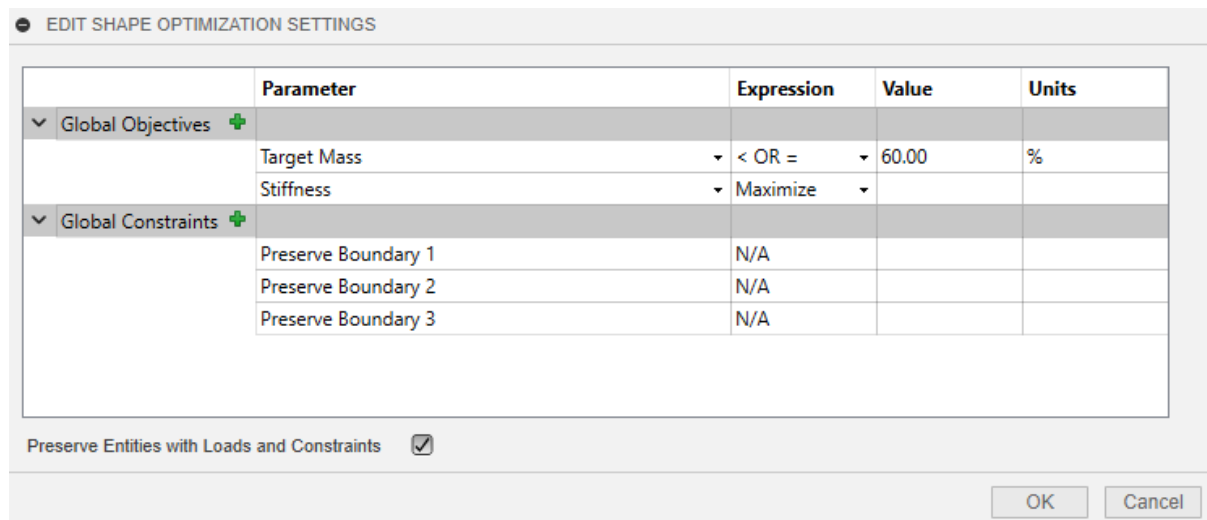 EDIT SHAPE OPTIMIZATION SETTINGS
Parameter Expression Value Units
Global Objectives
Target Mass < OR = 60.00 %
Stiffness Maximize
Global Constraints
Preserve Boundary 1 N/A
Preserve Boundary 2 N/A
Preserve Boundary 3 N/A
Preserve Entities with Loads and Constraints
OK Cancel